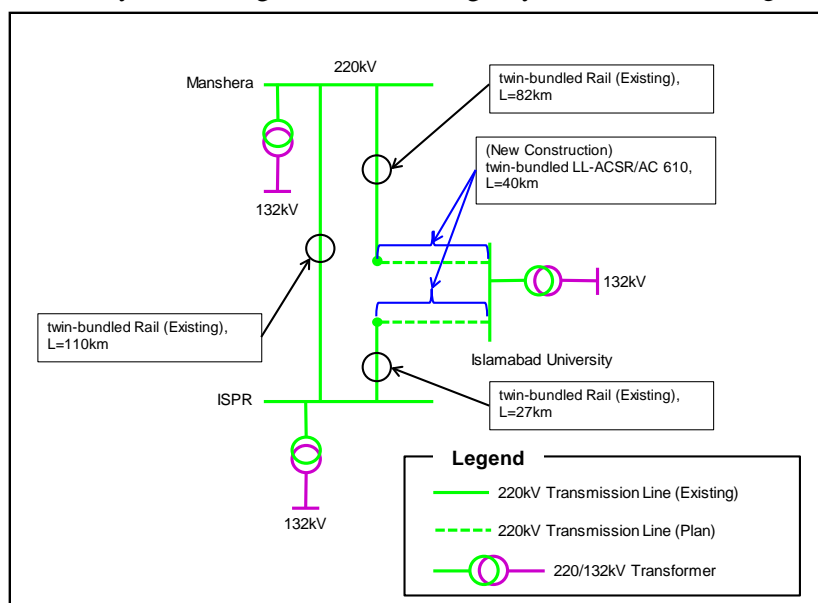 220kV
Manshera
twin-bundled Rail (Existing),
L=82km
(New Construction)
twin-bundled LL-ACSR/AC 610,
L=40km
132kV
132kV
twin-bundled Rail (Existing),
L=110km
Islamabad University
ISPR
twin-bundled Rail (Existing),
L=27km
132kV
Legend
220kV Transmission Line (Existing)
220kV Transmission Line (Plan)
220/132kV Transformer